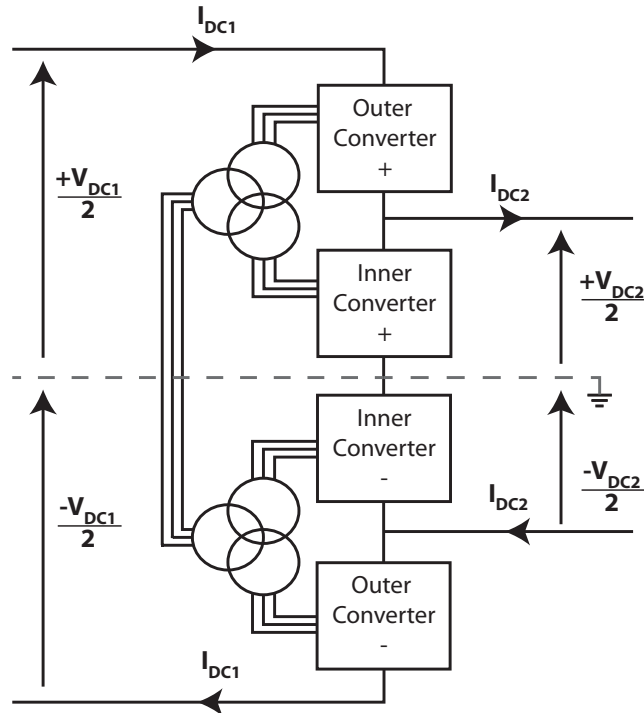 I_DC1
Outer
Converter
+
+V_DC1
2
I_DC2
Inner
Converter
+
+V_DC2
2
Inner
Converter
-
-V_DC1
2
I_DC2
-V_DC2
2
Outer
Converter
-
I_DC1